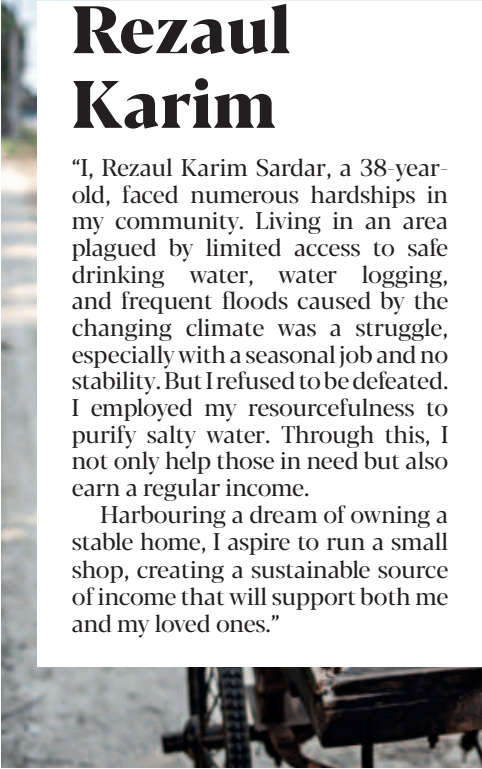 Rezaul
Karim
“I, Rezaul Karim Sardar, a 38-year-
old, faced numerous hardships in
my community. Living in an area
plagued by limited access to safe
drinking water, water logging,
and frequent floods caused by the
changing climate was a struggle,
especially with a seasonal job and no
stability. But I refused to be defeated.
I employed my resourcefulness to
purify salty water. Through this, I
not only help those in need but also
earn a regular income.
Harbouring a dream of owning a
stable home, I aspire to run a small
shop, creating a sustainable source
of income that will support both me
and my loved ones.”